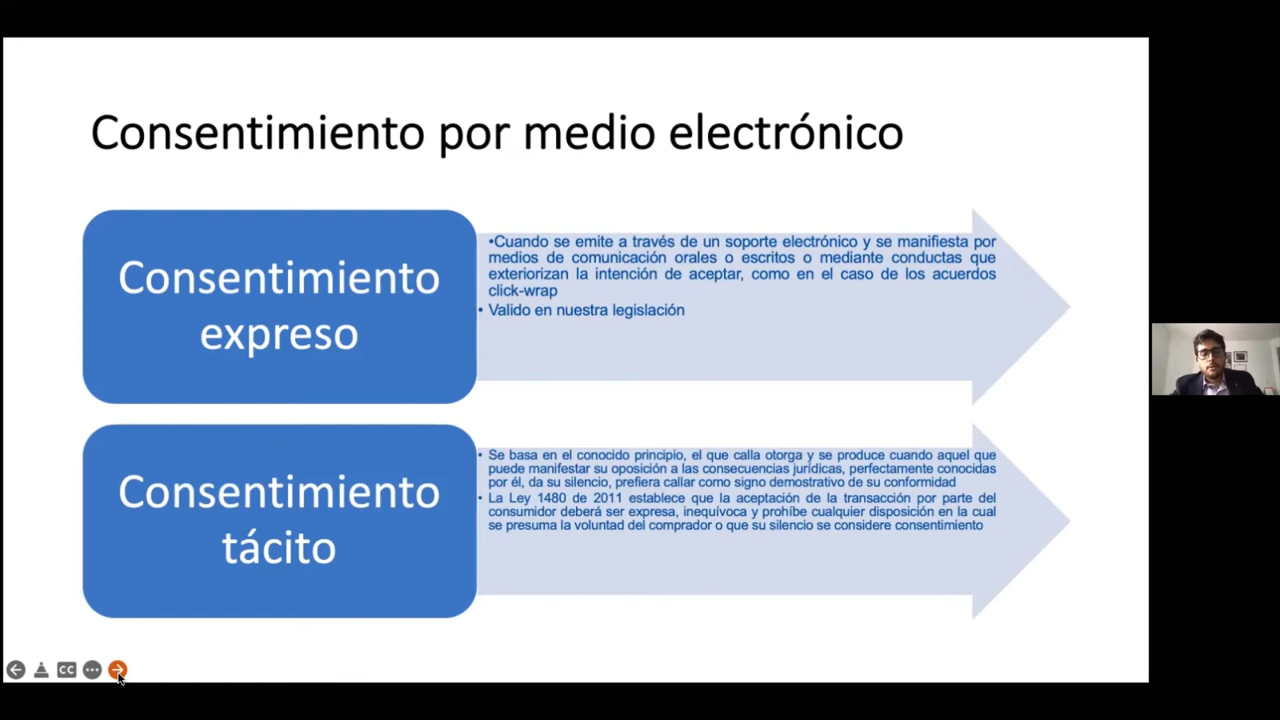 Consentimiento por medio electrónico
Consentimiento
expreso
•Cuando se emite a través de un soporte electrónico y se manifiesta por
medios de comunicación orales o escritos o mediante conductas que
exteriorizan la intención de aceptar, como en el caso de los acuerdos
click-wrap
• Valido en nuestra legislación
Consentimiento
tácito
• Se basa en el conocido principio, el que calla otorga y se produce cuando aquel que
puede manifestar su oposición a las consecuencias jurídicas, perfectamente conocidas
por él, da su silencio, prefiera callar como signo demostrativo de su conformidad
• La Ley 1480 de 2011 establece que la aceptación de la transacción por parte del
consumidor deberá ser expresa, inequívoca y prohíbe cualquier disposición en la cual
se presuma la voluntad del comprador o que su silencio se considere consentimiento
CC